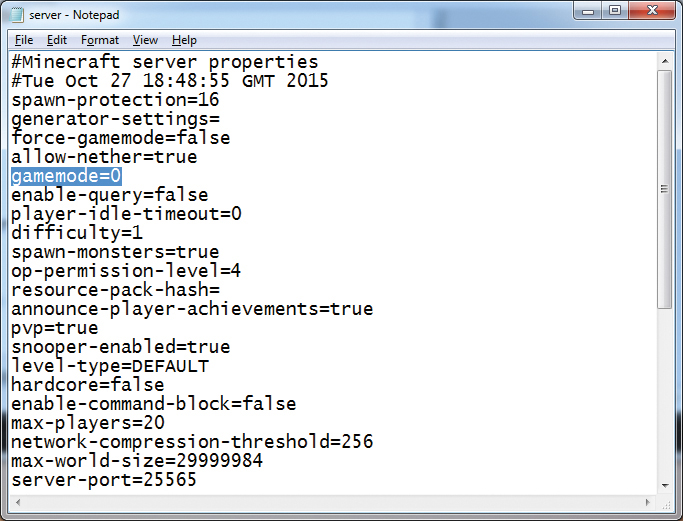 server - Notepad
File Edit Format View Help
#Minecraft server properties
#Tue Oct 27 18:48:55 GMT 2015
spawn-protection=16
generator-settings=
force-gamemode=false
allow-nether=true
gamemode=0
enable-query=false
player-idle-timeout=0
difficulty=1
spawn-monsters=true
op-permission-level=4
resource-pack-hash=
announce-player-achievements=true
pvp=true
snooper-enabled=true
level-type=DEFAULT
hardcore=false
enable-command-block=false
max-players=20
network-compression-threshold=256
max-world-size=29999984
server-port=25565